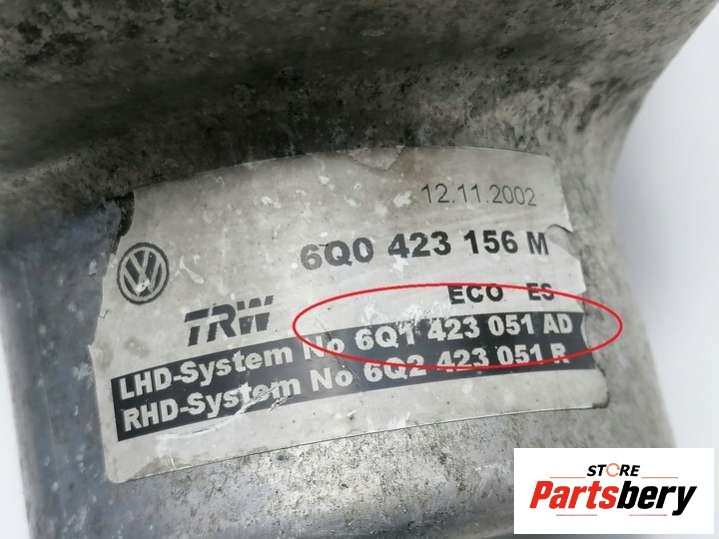 12.11.2002
6Q0 423 156 M
VW
TRW
ECO ES
LHD-System No 6Q1 423 051 AD
RHD-System No 6Q2 423 051 R
STORE
Partsbery